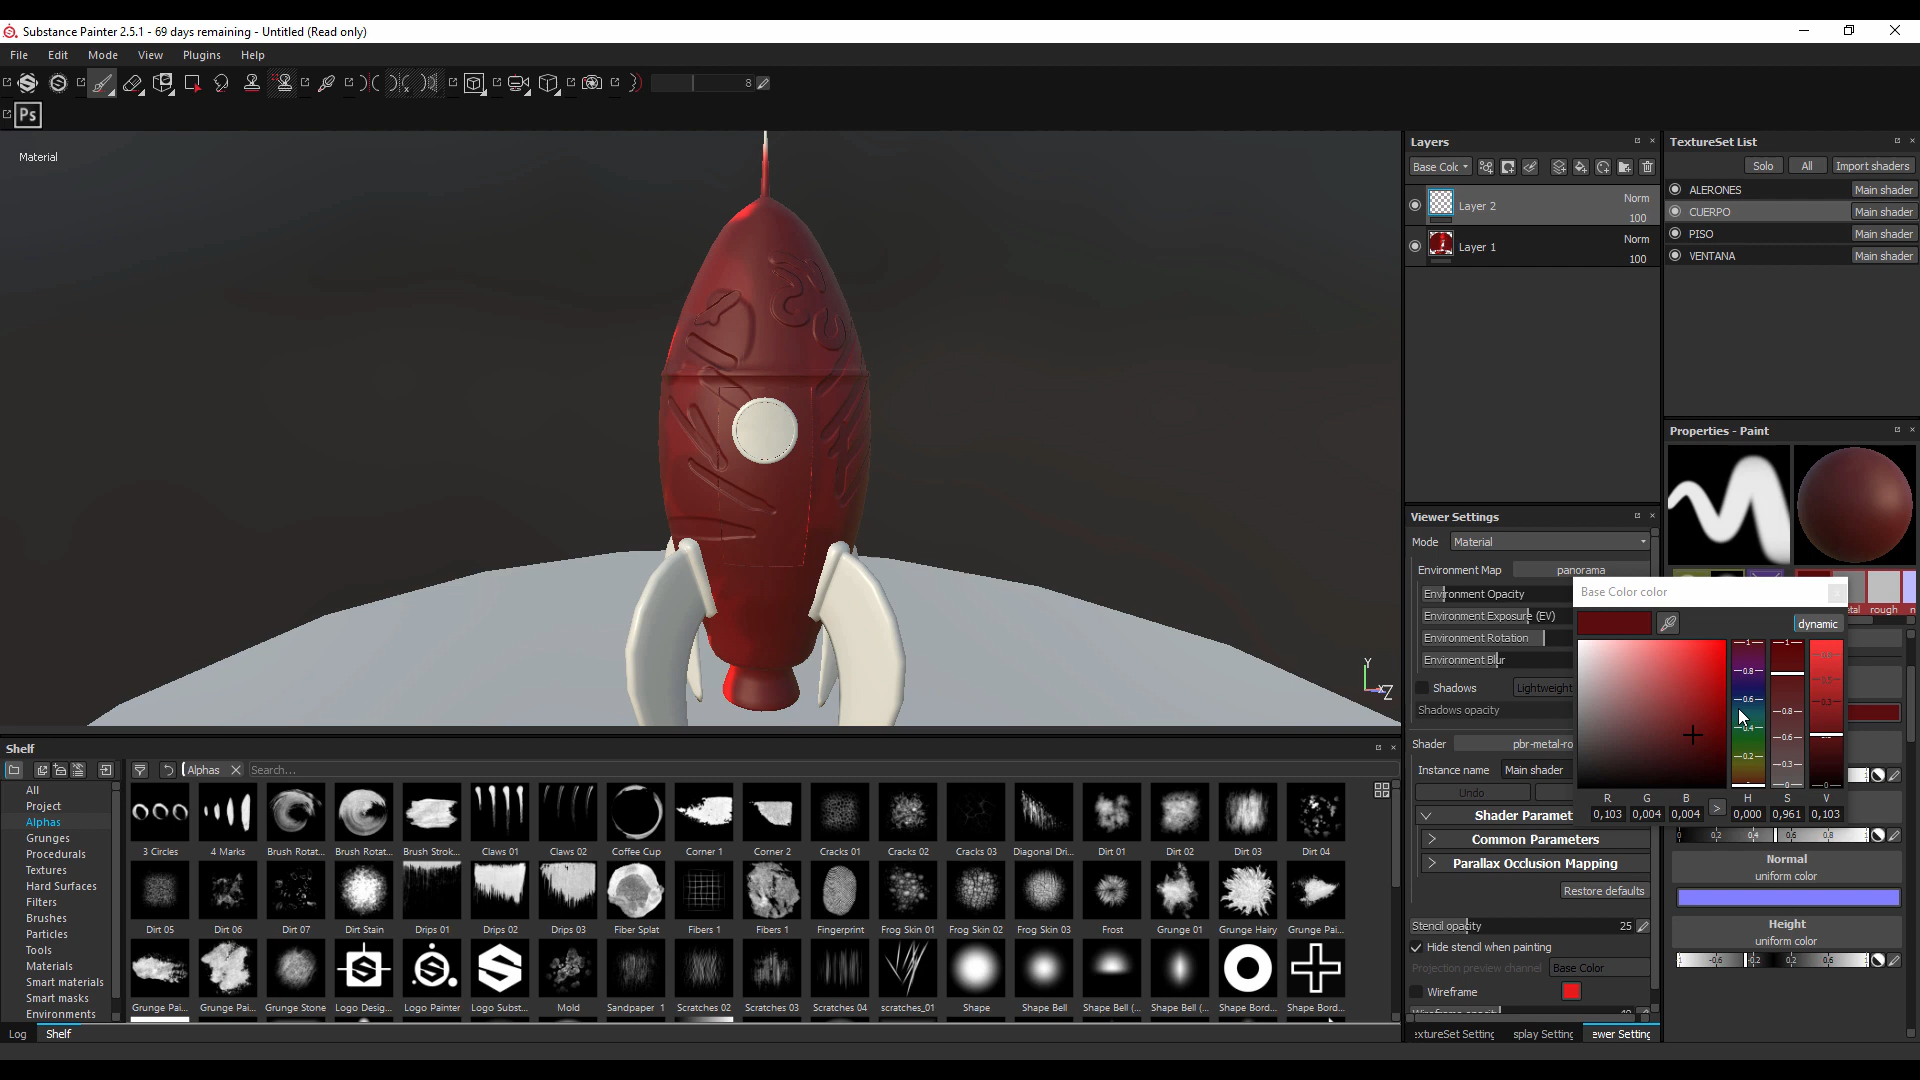 Substance Painter 2.5.1 - 69 days remaining - Untitled (Read only)
File Edit Mode View Plugins Help
8
Ps
Material
Y
Z
Layers
Base Colc
Layer 2 Norm 100
Layer 1 Norm 100
TextureSet List
Solo All Import shaders
ALERONES Main shader
CUERPO Main shader
PISO Main shader
VENTANA Main shader
Properties - Paint
rough
Viewer Settings
Mode Material
Environment Map panorama
Environment Opacity
Environment Exposure (EV)
Environment Rotation
Environment Blur
Shadows Lightweight
Shadows opacity
Shader pbr-metal-ro
Instance name Main shader
Undo
Shader Paramet
Common Parameters
Parallax Occlusion Mapping
Restore defaults
Stencil opacity 25
Hide stencil when painting
Projection preview channel Base Color
Wireframe
extureSet Setting splay Setting ewer Setting
Base Color color
dynamic
R G B H S V
0,103 0,004 0,004 > 0,000 0,961 0,103
Normal
uniform color
Height
uniform color
Shelf
Alphas Search...
All
Project
Alphas
Grunges
Procedurals
Textures
Hard Surfaces
Filters
Brushes
Particles
Tools
Materials
Smart materials
Smart masks
Environments
3 Circles 4 Marks Brush Rotat... Brush Rotat... Brush Strok... Claws 01 Claws 02 Coffee Cup Corner 1 Corner 2 Cracks 01 Cracks 02 Cracks 03 Diagonal Dri... Dirt 01 Dirt 02 Dirt 03 Dirt 04
Dirt 05 Dirt 06 Dirt 07 Dirt Stain Drips 01 Drips 02 Drips 03 Fiber Splat Fibers 1 Fibers 1 Fingerprint Frog Skin 01 Frog Skin 02 Frog Skin 03 Frost Grunge 01 Grunge Hairy Grunge Pai...
Grunge Pai... Grunge Pai... Grunge Stone Logo Desig... Logo Painter Logo Subst... Mold Sandpaper 1 Scratches 02 Scratches 03 Scratches 04 scratches_01 Shape Shape Bell Shape Bell (... Shape Bell (... Shape Bord... Shape Bord...
Log Shelf